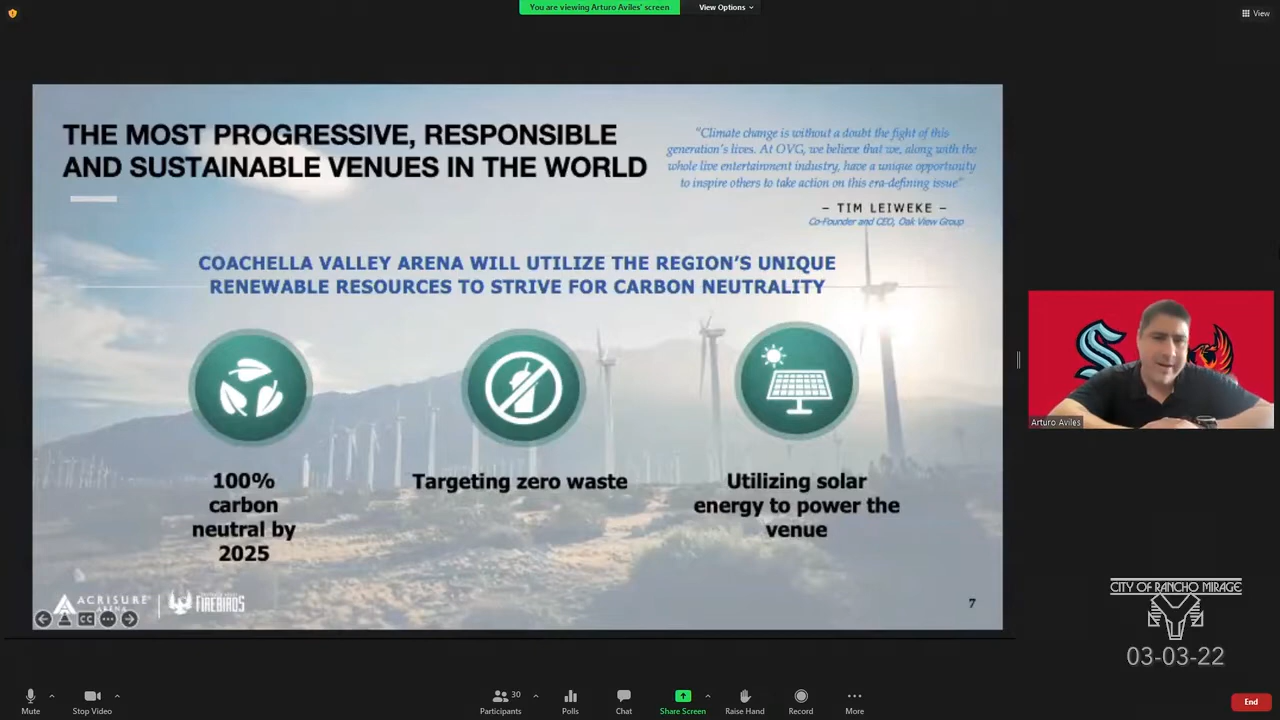 You are viewing Arturo Aviles' screen
View Options
View
THE MOST PROGRESSIVE, RESPONSIBLE
AND SUSTAINABLE VENUES IN THE WORLD
"Climate change is without a doubt the fight of this
generation's lives. At OVG, we believe that we, along with the
whole live entertainment industry, have a unique opportunity
to inspire others to take action on this era-defining issue"
– TIM LEIWEKE –
Co-Founder and CEO, Oak View Group
COACHELLA VALLEY ARENA WILL UTILIZE THE REGION'S UNIQUE
RENEWABLE RESOURCES TO STRIVE FOR CARBON NEUTRALITY
100%
carbon
neutral by
2025
Targeting zero waste
Utilizing solar
energy to power the
venue
ACRISURE
ARENA
FIREBIRDS
CC
7
Arturo Aviles
CITY OF RANCHO MIRAGE
03-03-22
Mute
Stop Video
Participants
30
Polls
Chat
Share Screen
Raise Hand
Record
More
End